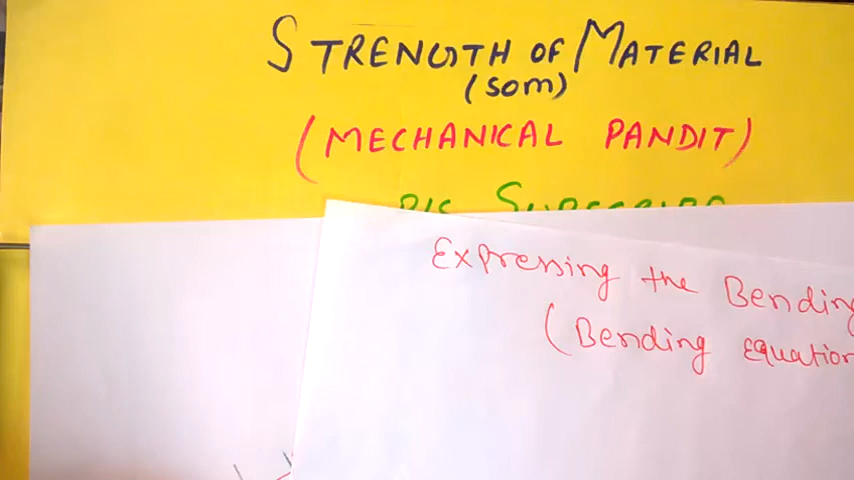 STRENGTH OF MATERIAL
(SOM)
(MECHANICAL PANDIT)
Expressing the Bending
(Bending Equation